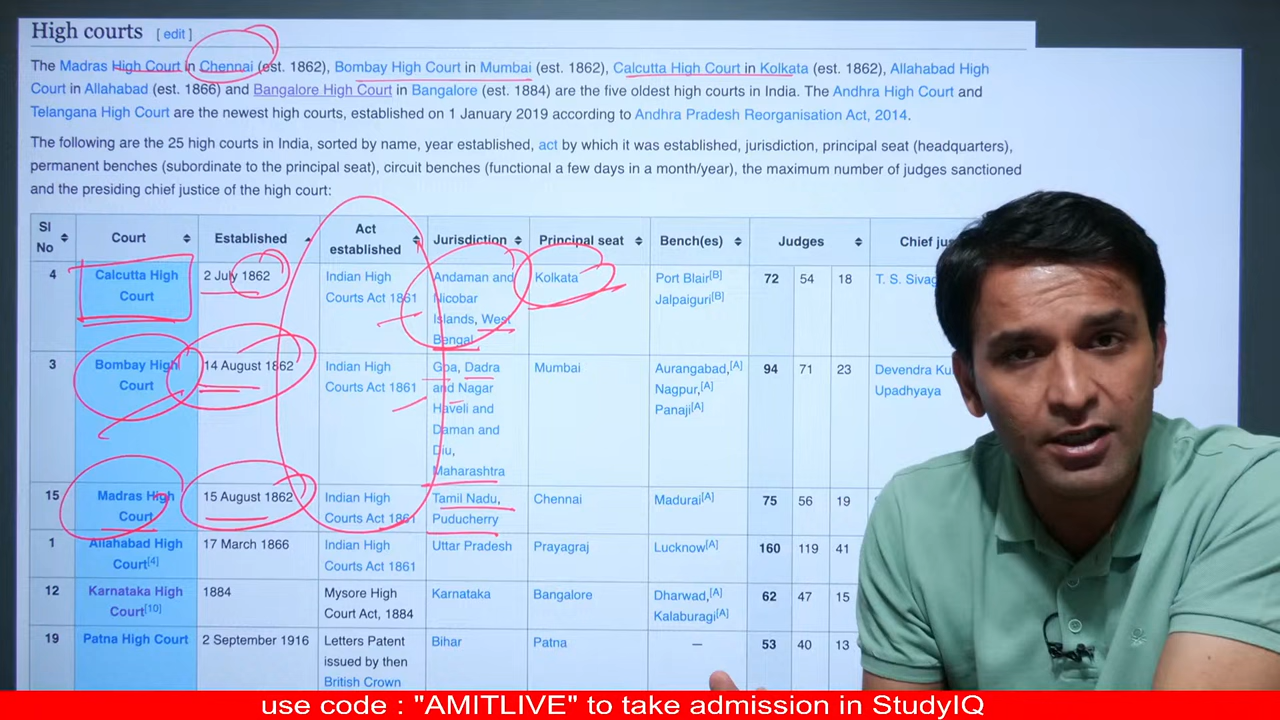 High courts [ edit ]
The Madras High Court in Chennai (est. 1862), Bombay High Court in Mumbai (est. 1862), Calcutta High Court in Kolkata (est. 1862), Allahabad High
Court in Allahabad (est. 1866) and Bangalore High Court in Bangalore (est. 1884) are the five oldest high courts in India. The Andhra High Court and
Telangana High Court are the newest high courts, established on 1 January 2019 according to Andhra Pradesh Reorganisation Act, 2014.
The following are the 25 high courts in India, sorted by name, year established, act by which it was established, jurisdiction, principal seat (headquarters),
permanent benches (subordinate to the principal seat), circuit benches (functional a few days in a month/year), the maximum number of judges sanctioned
and the presiding chief justice of the high court:
Sl No Court Established Act established Jurisdiction Principal seat Bench(es) Judges Chief jus
4 Calcutta High Court 2 July 1862 Indian High Courts Act 1861 Andaman and Nicobar Islands, West Bengal Kolkata Port Blair[B] Jalpaiguri[B] 72 54 18 T. S. Sivag
3 Bombay High Court 14 August 1862 Indian High Courts Act 1861 Goa, Dadra and Nagar Haveli and Daman and Diu, Maharashtra Mumbai Aurangabad,[A] Nagpur,[A] Panaji[A] 94 71 23 Devendra Ku Upadhyaya
15 Madras High Court 15 August 1862 Indian High Courts Act 1861 Tamil Nadu, Puducherry Chennai Madurai[A] 75 56 19
1 Allahabad High Court[4] 17 March 1866 Indian High Courts Act 1861 Uttar Pradesh Prayagraj Lucknow[A] 160 119 41
12 Karnataka High Court[10] 1884 Mysore High Court Act, 1884 Karnataka Bangalore Dharwad,[A] Kalaburagi[A] 62 47 15
19 Patna High Court 2 September 1916 Letters Patent issued by then British Crown Bihar Patna — 53 40 13
use code : "AMITLIVE" to take admission in StudyIQ